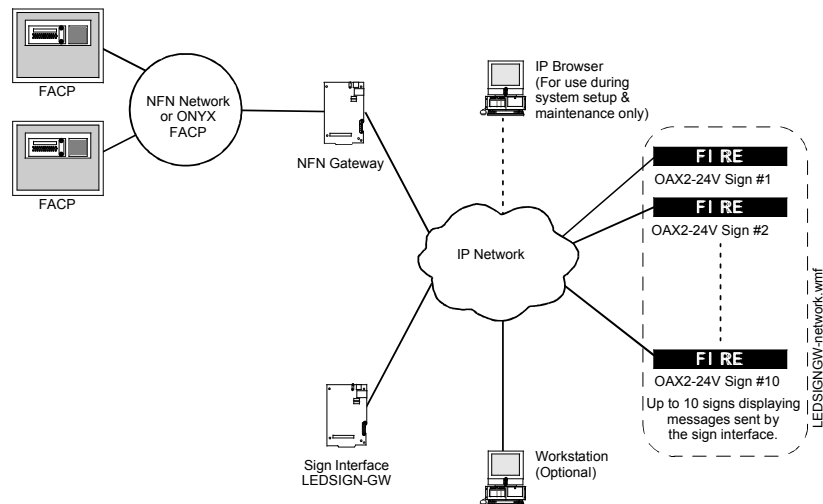 FACP
FACP
NFN Network
or ONYX
FACP
NFN Gateway
IP Browser
(For use during
system setup &
maintenance only)
IP Network
FIRE
OAX2-24V Sign #1
FIRE
OAX2-24V Sign #2
FIRE
OAX2-24V Sign #10
Up to 10 signs displaying
messages sent by
the sign interface.
LEDSIGNGW-network.wmf
Sign Interface
LEDSIGN-GW
Workstation
(Optional)